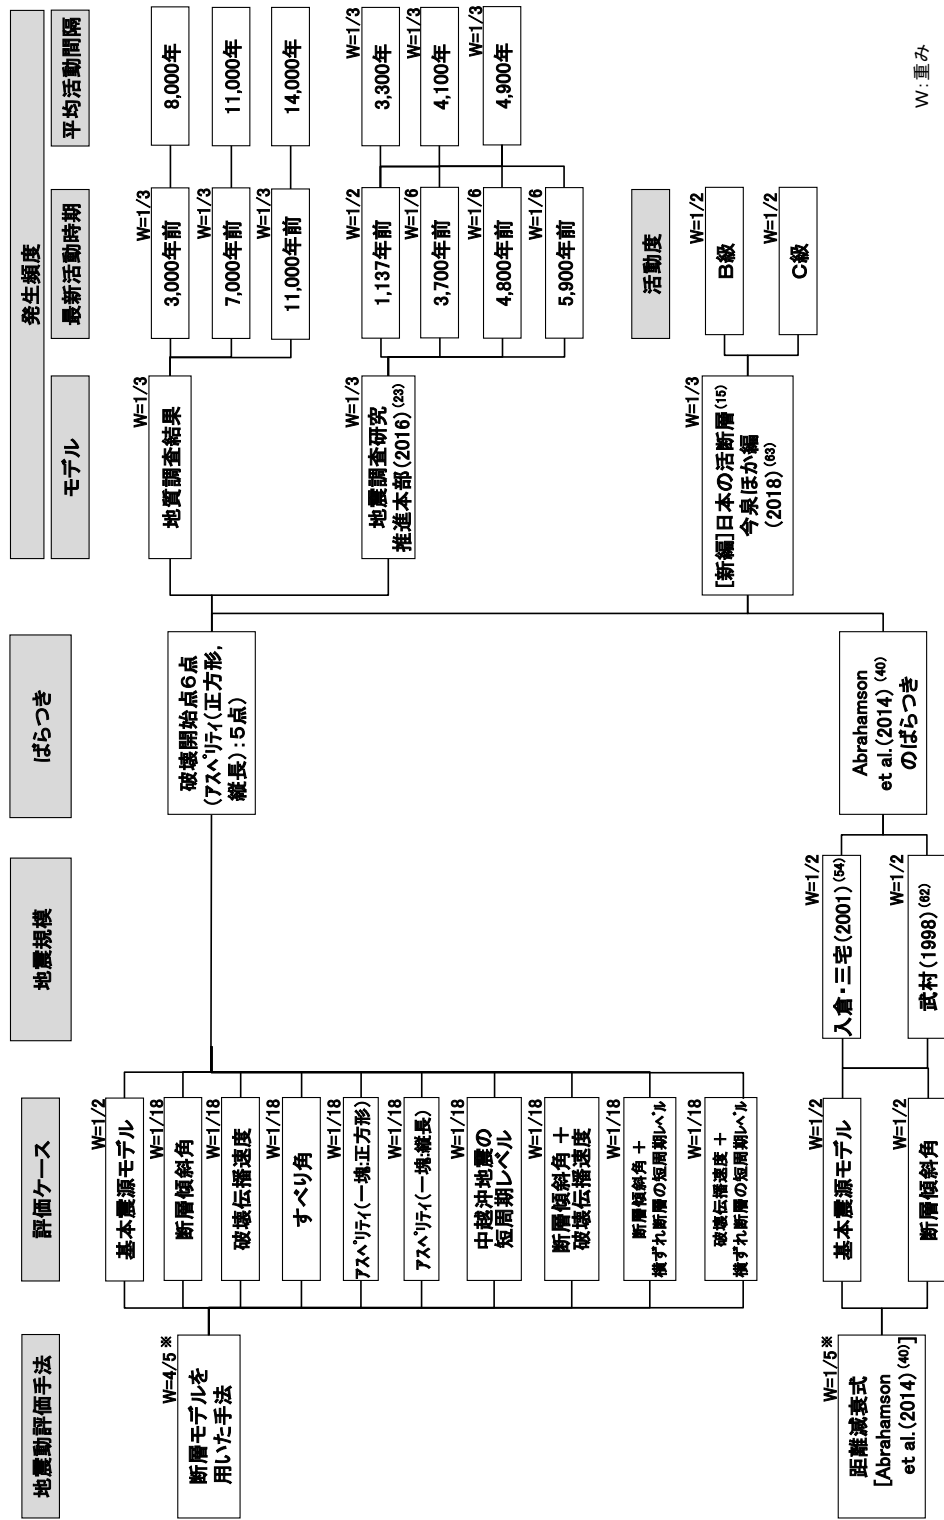 地震動評価手法
評価ケース
地震規模
ばらつき
発生頻度
モデル
最新活動時期
平均活動間隔
W=4/5※
断層モデルを
用いた手法
W=1/2
基本震源モデル
W=1/18
断層傾斜角
W=1/18
破壊伝播速度
W=1/18
すべり角
W=1/18
アスペリティ(一塊:正方形)
W=1/18
アスペリティ(一塊:縦長)
W=1/18
中越沖地震の
短周期レベル
W=1/18
断層傾斜角 +
破壊伝播速度
W=1/18
断層傾斜角 +
横ずれ断層の短周期レベル
W=1/18
破壊伝播速度 +
横ずれ断層の短周期レベル
破壊開始点6点
(アスペリティ(正方形,
縦長):5点)
W=1/3
地質調査結果
W=1/3
3,000年前
8,000年
W=1/3
7,000年前
11,000年
W=1/3
11,000年前
14,000年
W=1/3
地震調査研究
推進本部(2016)(23)
W=1/2
1,137年前
W=1/6
3,700年前
W=1/6
4,800年前
W=1/6
5,900年前
W=1/3
3,300年
W=1/3
4,100年
W=1/3
4,900年
活動度
W=1/3
[新編]日本の活断層(15)
今泉ほか編
(2018)(63)
W=1/2
B級
W=1/2
C級
W=1/5※
距離減衰式
[Abrahamson
et al.(2014)(40)]
W=1/2
基本震源モデル
W=1/2
断層傾斜角
W=1/2
入倉・三宅(2001)(54)
W=1/2
武村(1998)(62)
Abrahamson
et al.(2014)(40)
のばらつき
W:重み